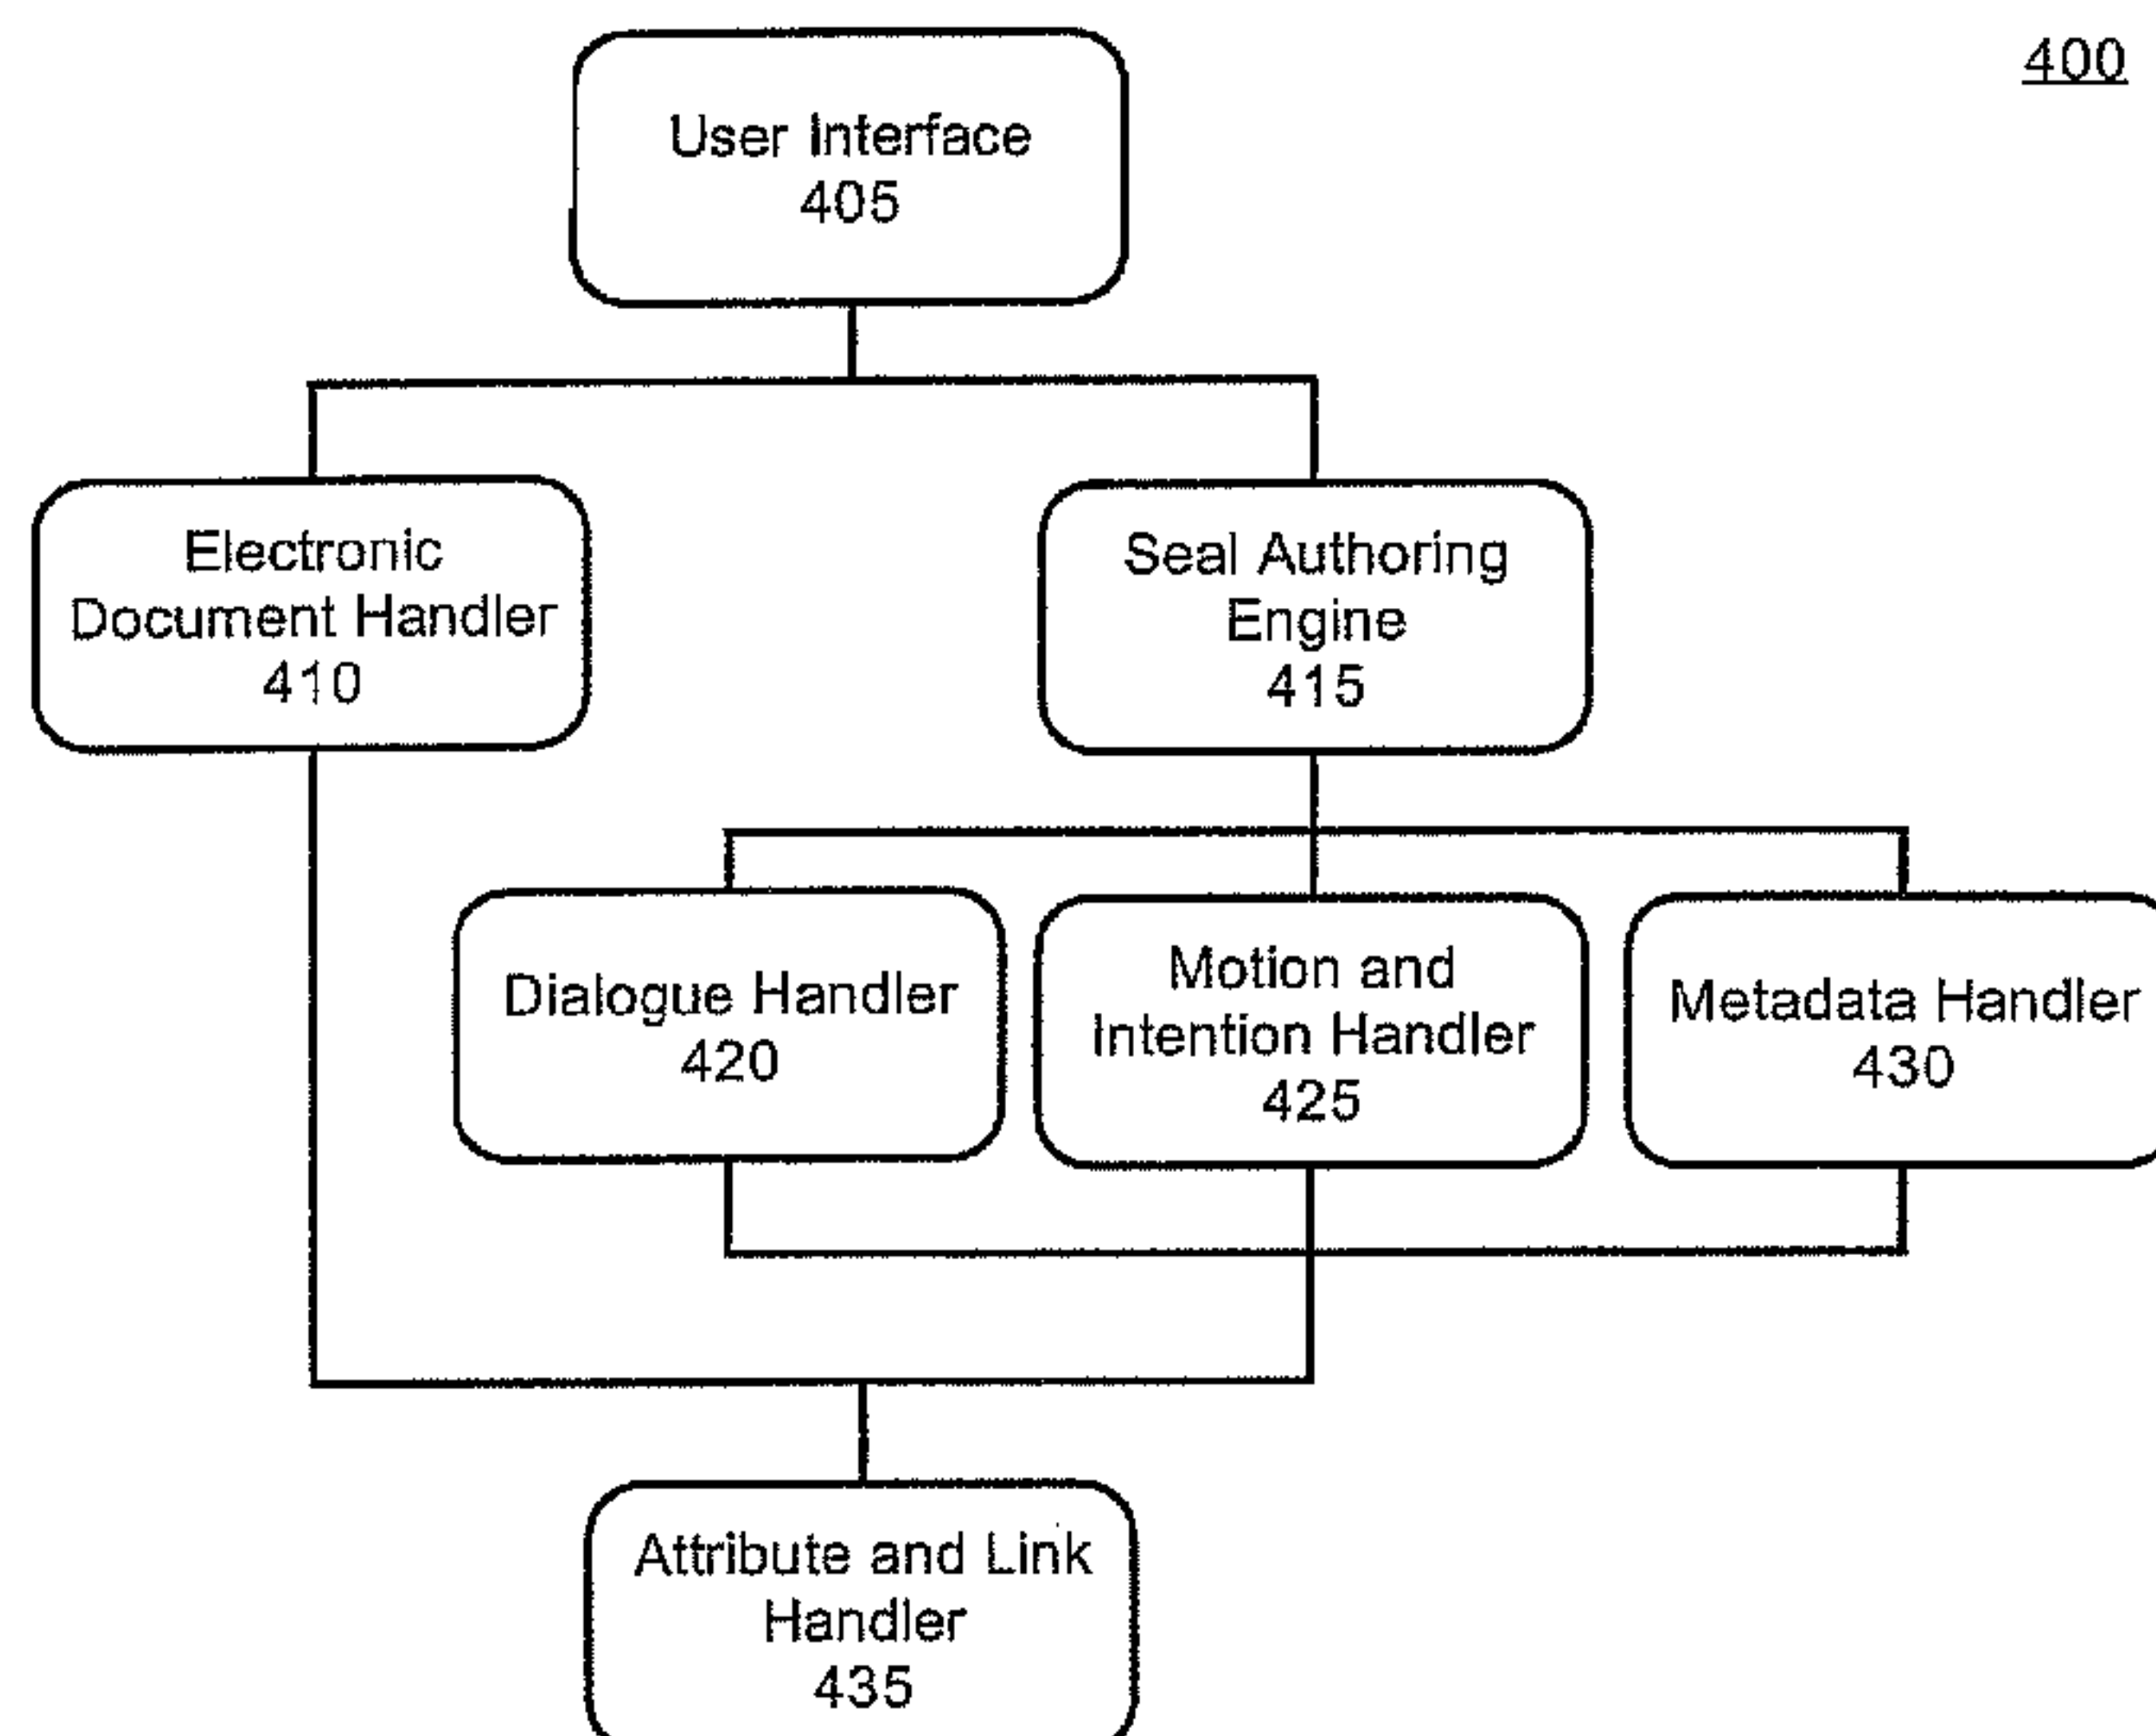 400
User Interface
405
Electronic
Document Handler
410
Seal Authoring
Engine
415
Dialogue Handler
420
Motion and
Intention Handler
425
Metadata Handler
430
Attribute and Link
Handler
435